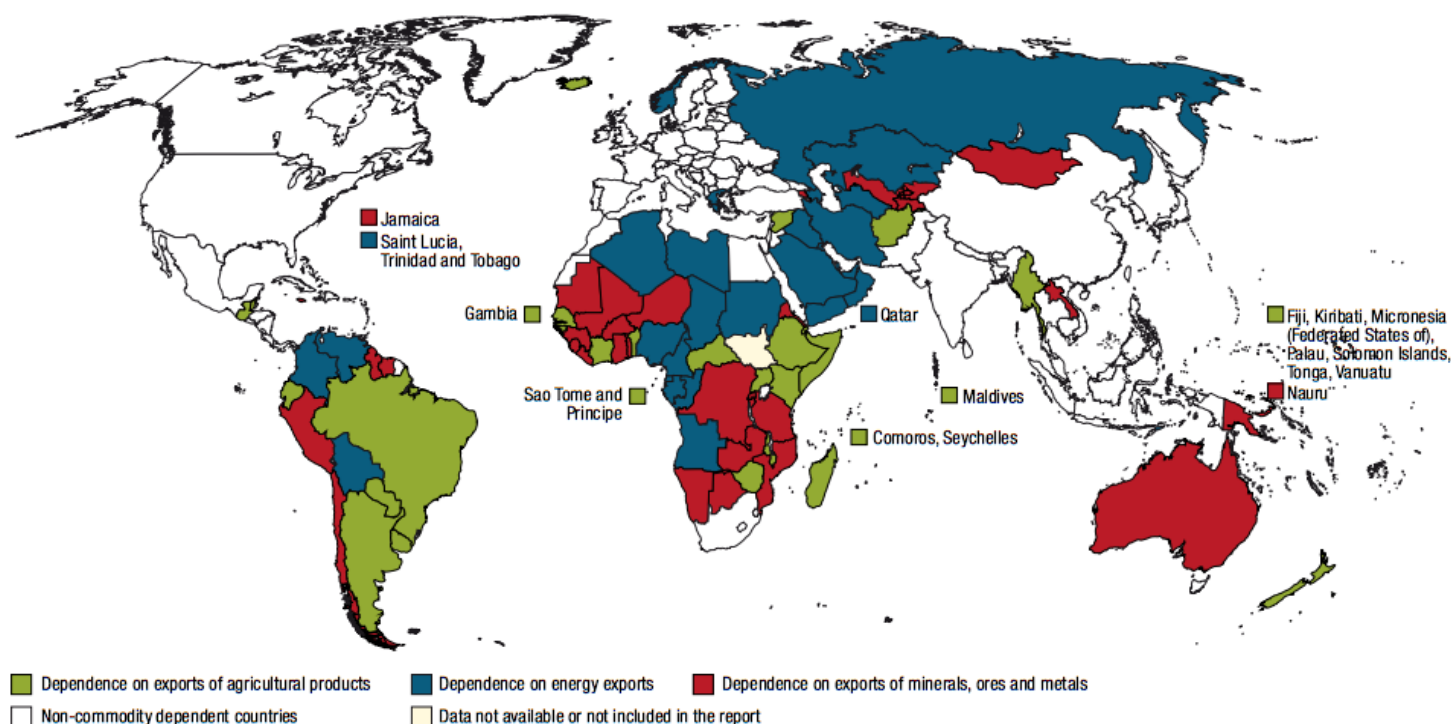 Jamaica
Saint Lucia,
Trinidad and Tobago
Gambia
Qatar
Fiji, Kiribati, Micronesia
(Federated States of),
Palau, Solomon Islands,
Tonga, Vanuatu
Nauru
Sao Tome and
Principe
Maldives
Comoros, Seychelles
Dependence on exports of agricultural products
Dependence on energy exports
Dependence on exports of minerals, ores and metals
Non-commodity dependent countries
Data not available or not included in the report